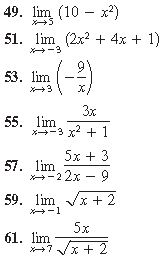 49. lim x→5 (10 − x²)
51. lim x→−3 (2x² + 4x + 1)
53. lim x→3 (−9/x)
55. lim x→−3 3x/(x² + 1)
57. lim x→−2 (5x + 3)/(2x − 9)
59. lim x→−1 √(x + 2)
61. lim x→7 5x/√(x + 2)